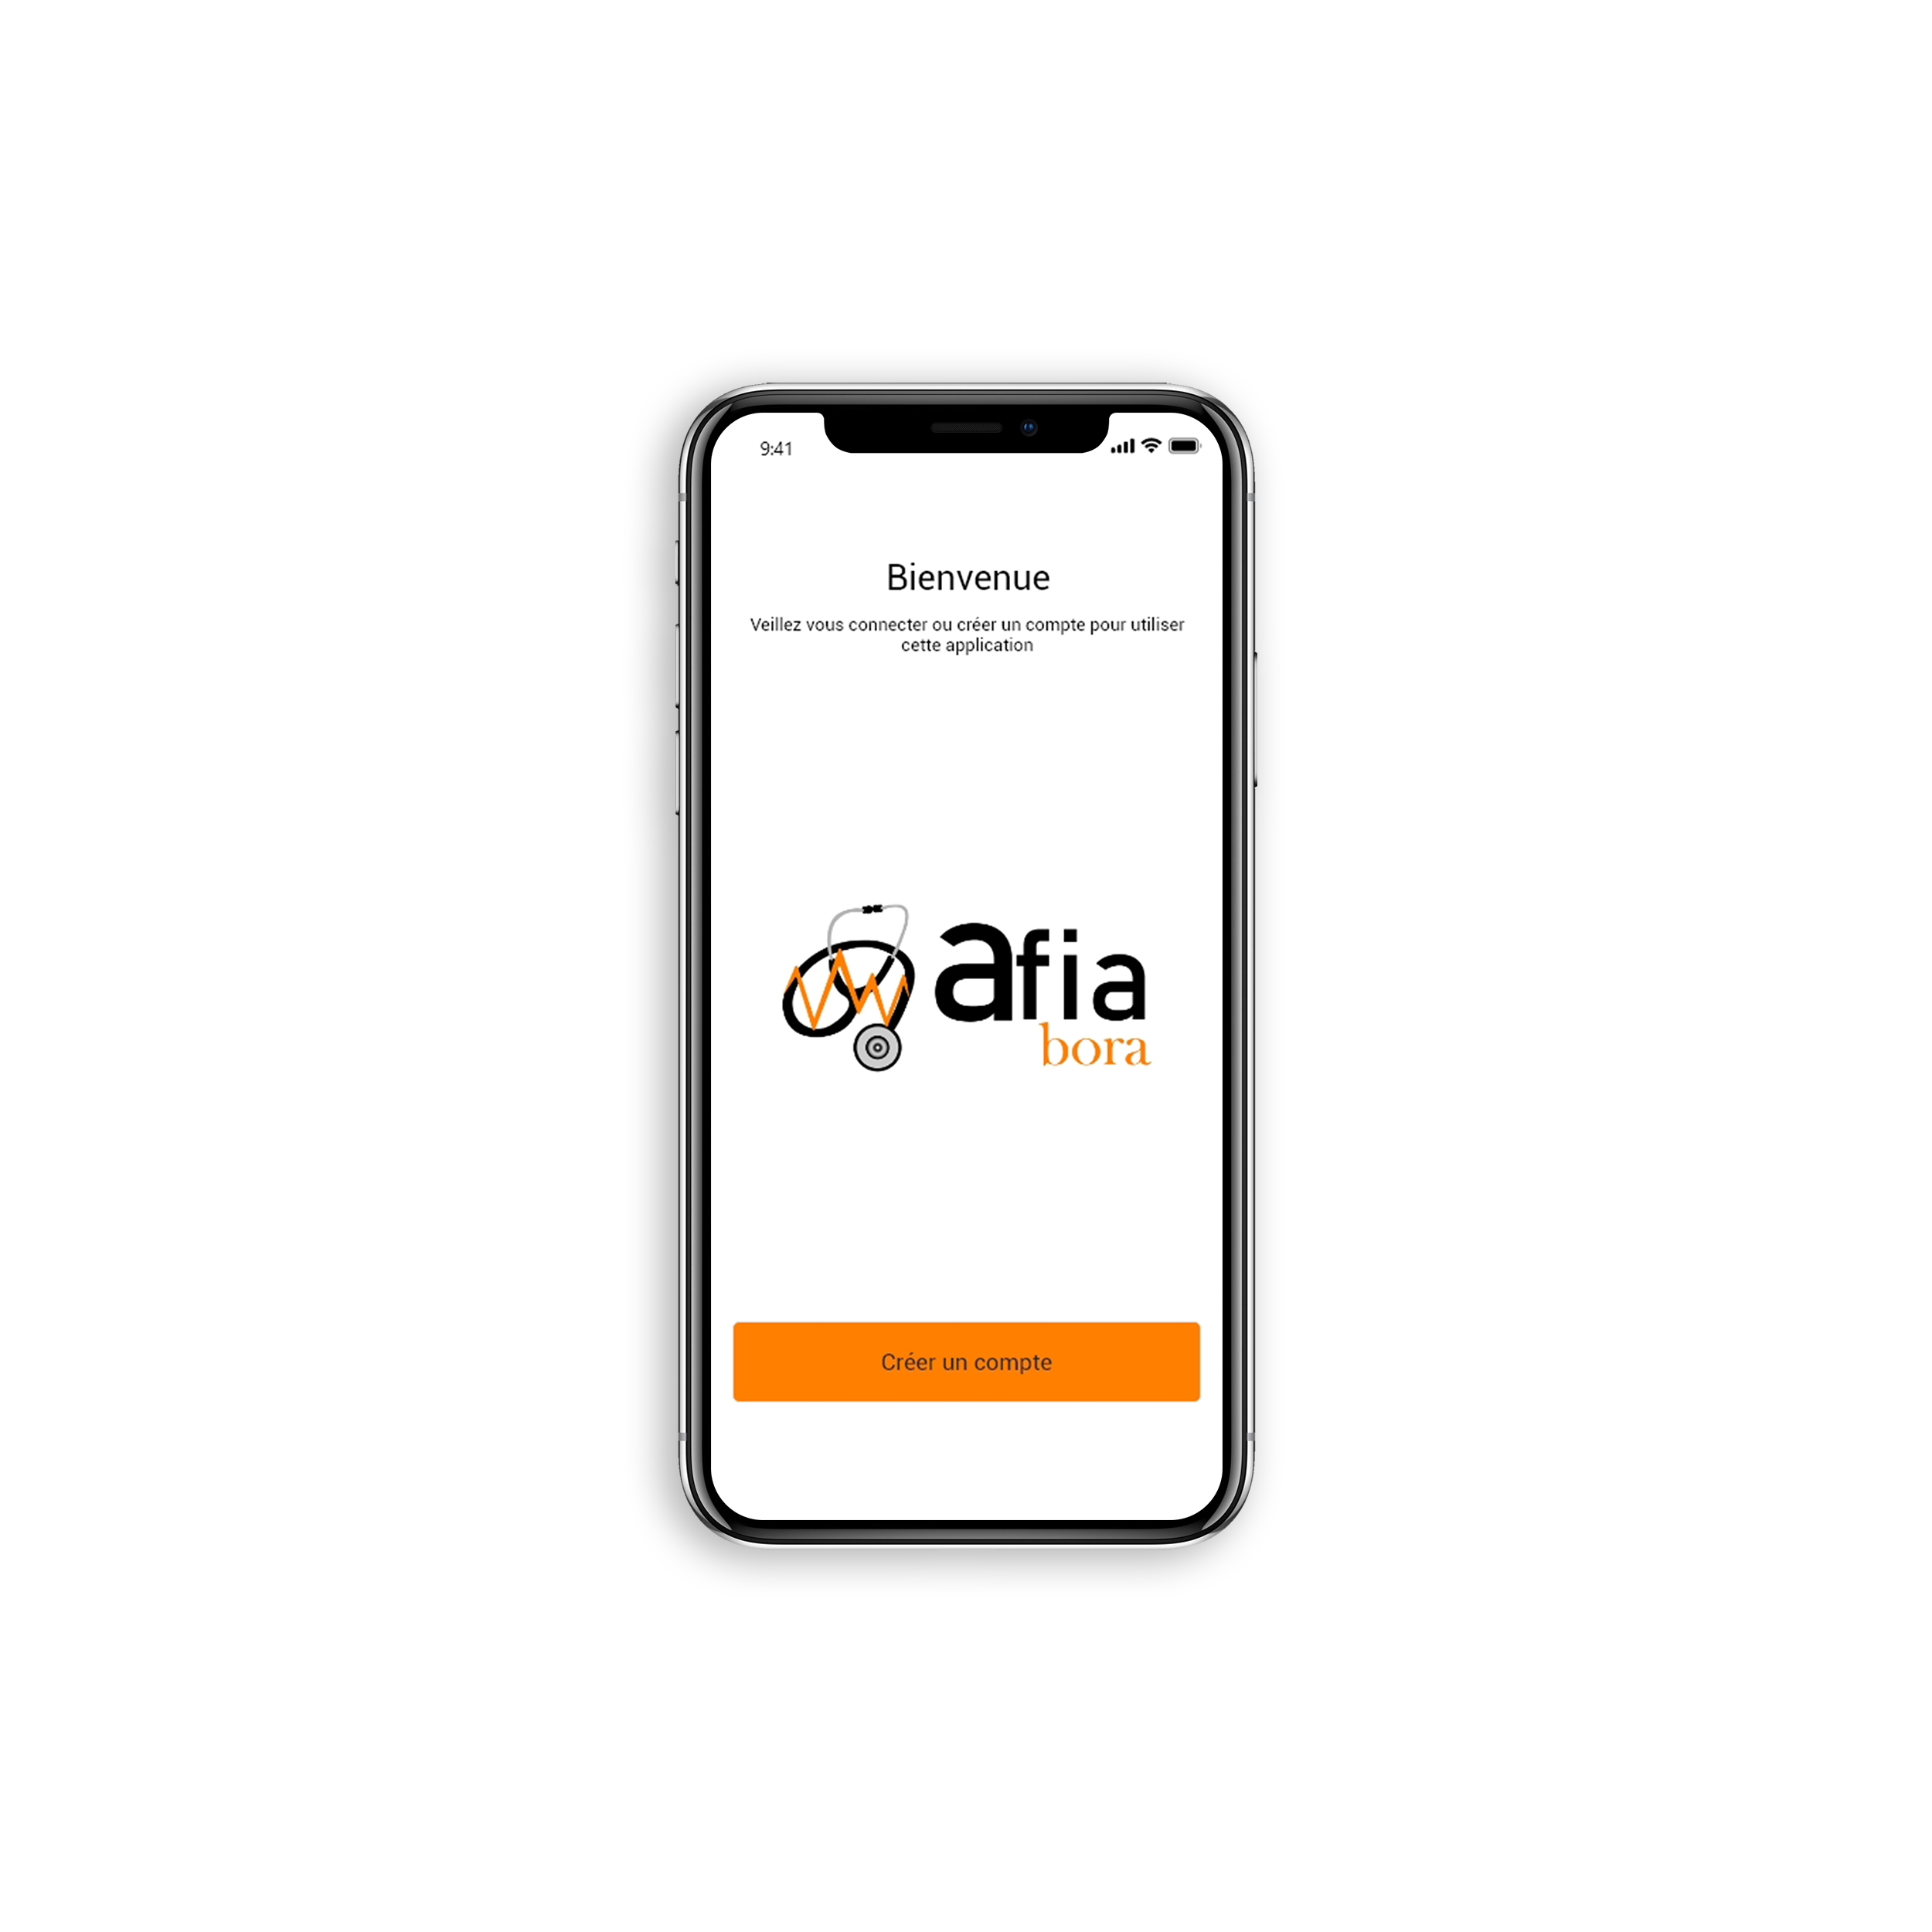 9:41
Bienvenue
Veillez vous connecter ou créer un compte pour utiliser
cette application
afia
bora
Créer un compte